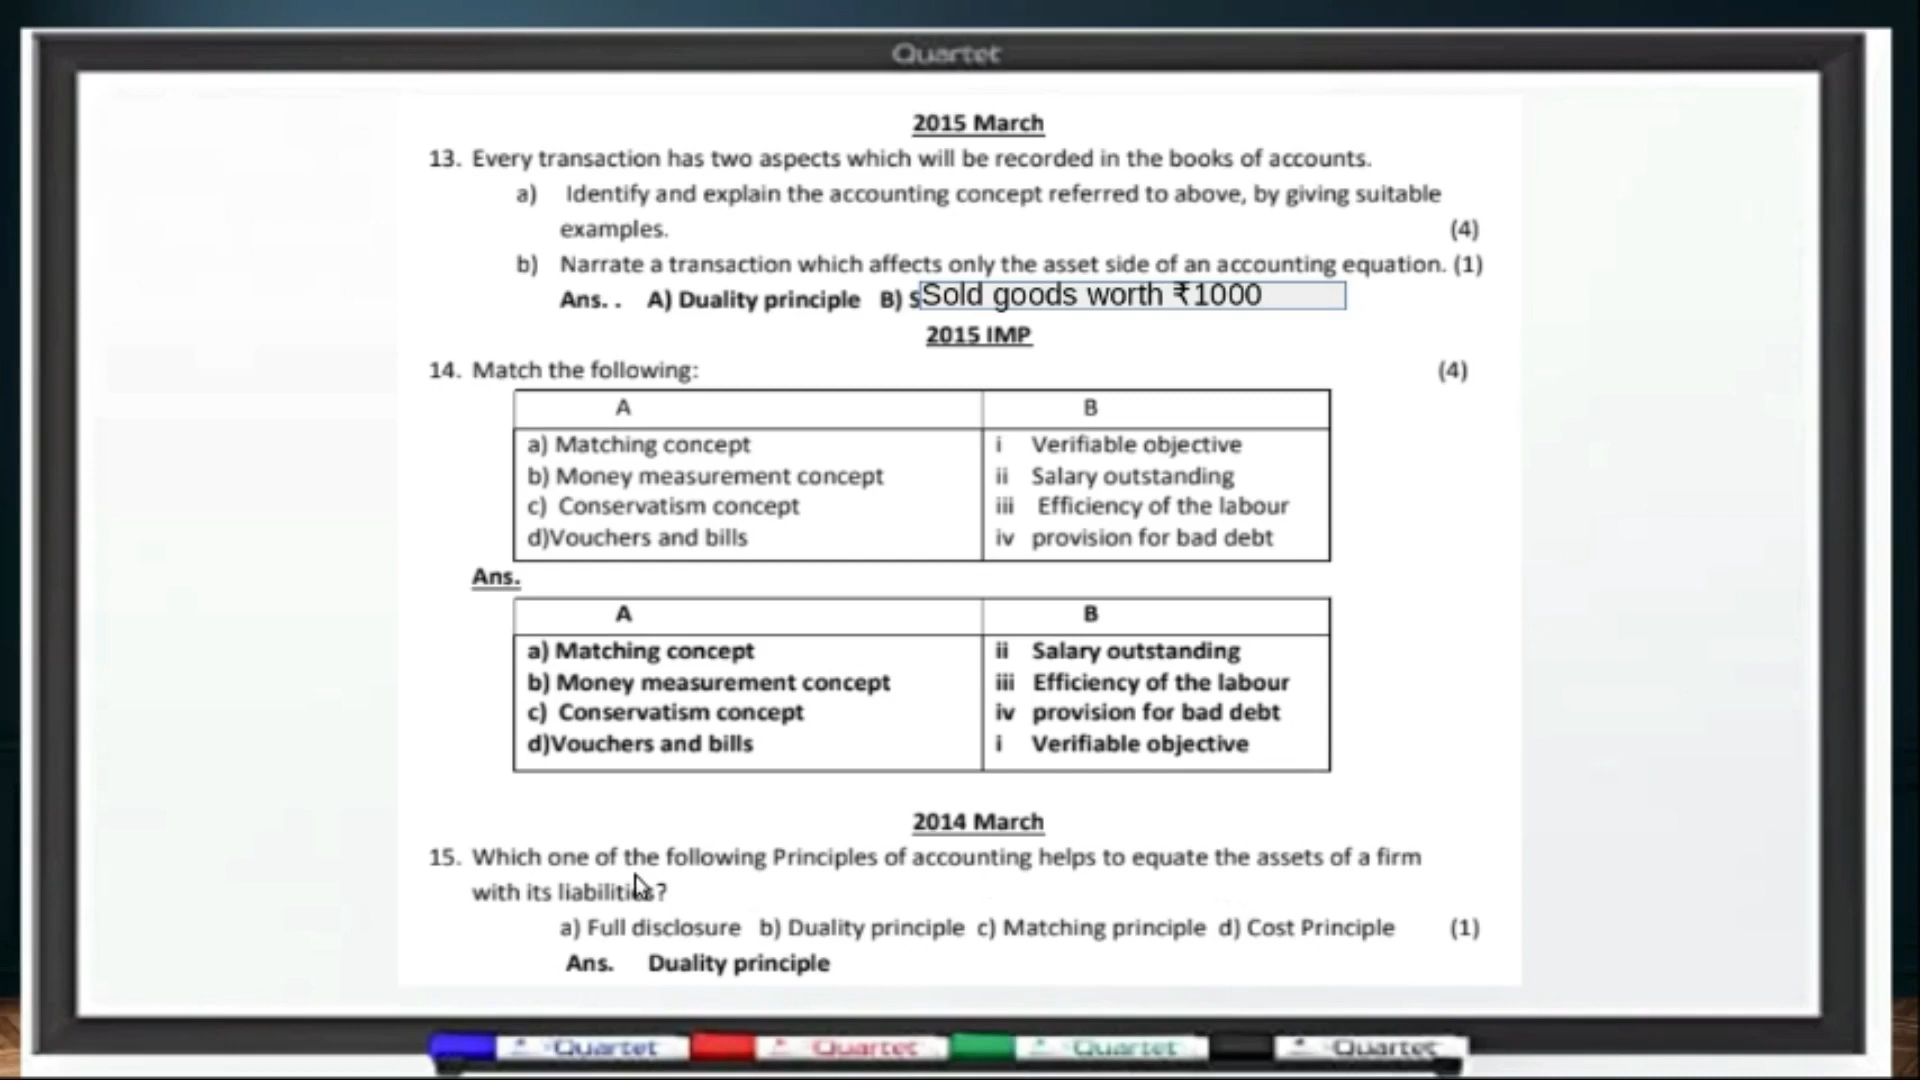 Quartet
2015 March
13. Every transaction has two aspects which will be recorded in the books of accounts.
a) Identify and explain the accounting concept referred to above, by giving suitable
examples. (4)
b) Narrate a transaction which affects only the asset side of an accounting equation. (1)
Ans. . A) Duality principle B) S Sold goods worth ₹1000
2015 IMP
14. Match the following: (4)
A B
a) Matching concept i Verifiable objective
b) Money measurement concept ii Salary outstanding
c) Conservatism concept iii Efficiency of the labour
d)Vouchers and bills iv provision for bad debt
Ans.
A B
a) Matching concept ii Salary outstanding
b) Money measurement concept iii Efficiency of the labour
c) Conservatism concept iv provision for bad debt
d)Vouchers and bills i Verifiable objective
2014 March
15. Which one of the following Principles of accounting helps to equate the assets of a firm
with its liabilities?
a) Full disclosure b) Duality principle c) Matching principle d) Cost Principle (1)
Ans. Duality principle
Quartet Quartet Quartet Quartet